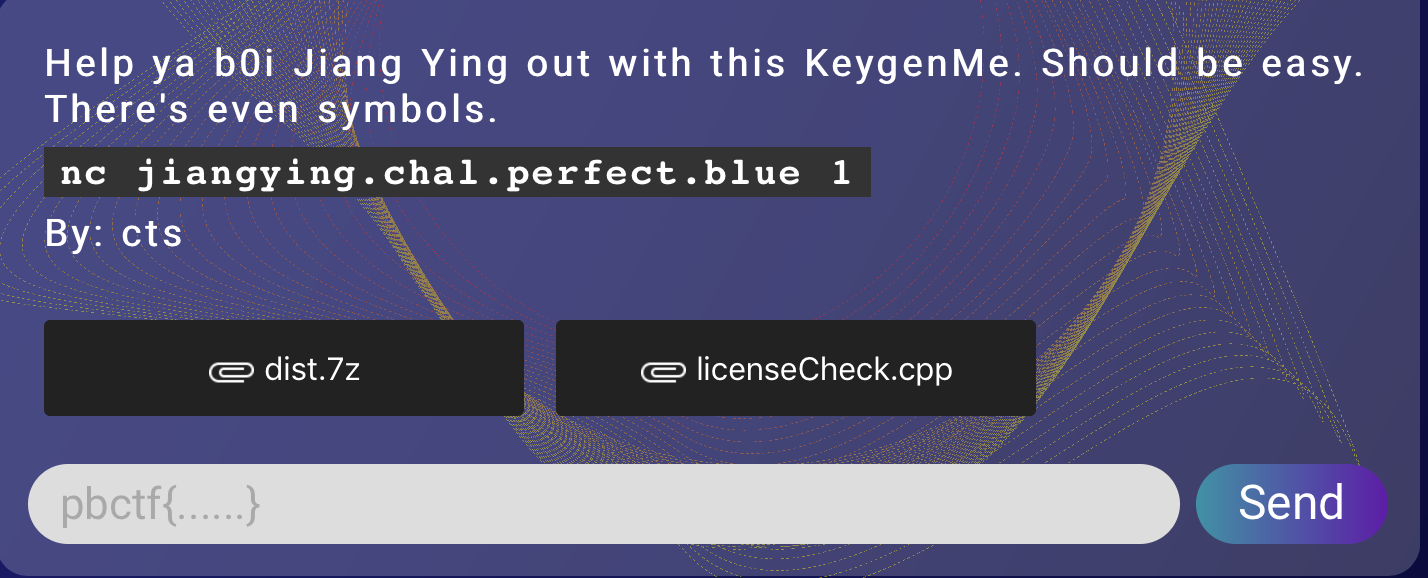 Help ya b0i Jiang Ying out with this KeygenMe. Should be easy.
There's even symbols.
nc jiangying.chal.perfect.blue 1
By: cts
dist.7z
licenseCheck.cpp
pbctf{......}
Send